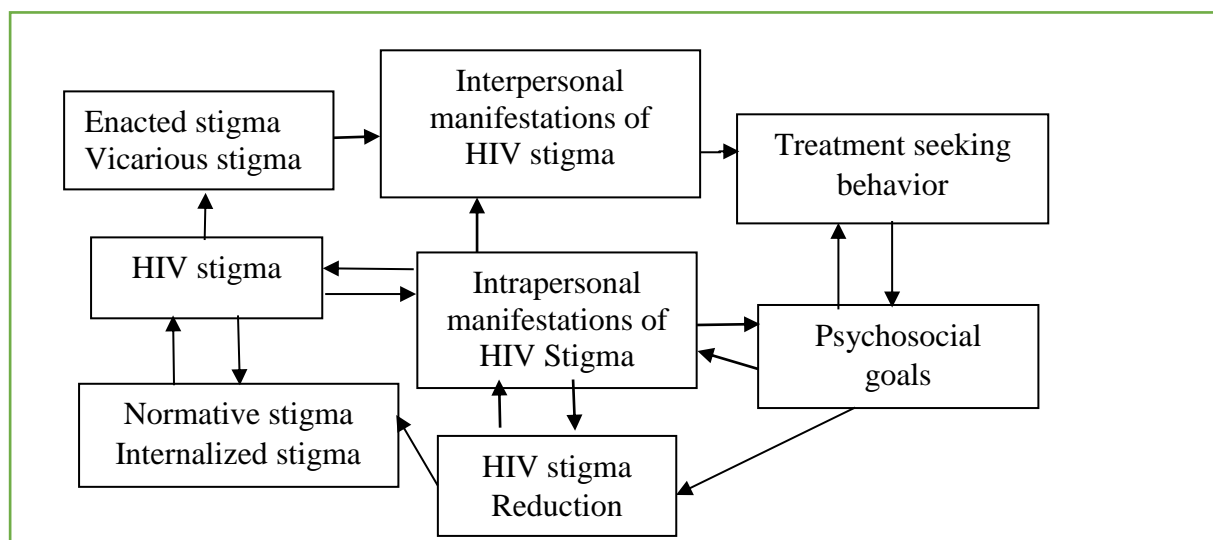 Enacted stigma
Vicarious stigma
Interpersonal
manifestations of
HIV stigma
Treatment seeking
behavior
HIV stigma
Intrapersonal
manifestations of
HIV Stigma
Psychosocial
goals
Normative stigma
Internalized stigma
HIV stigma
Reduction